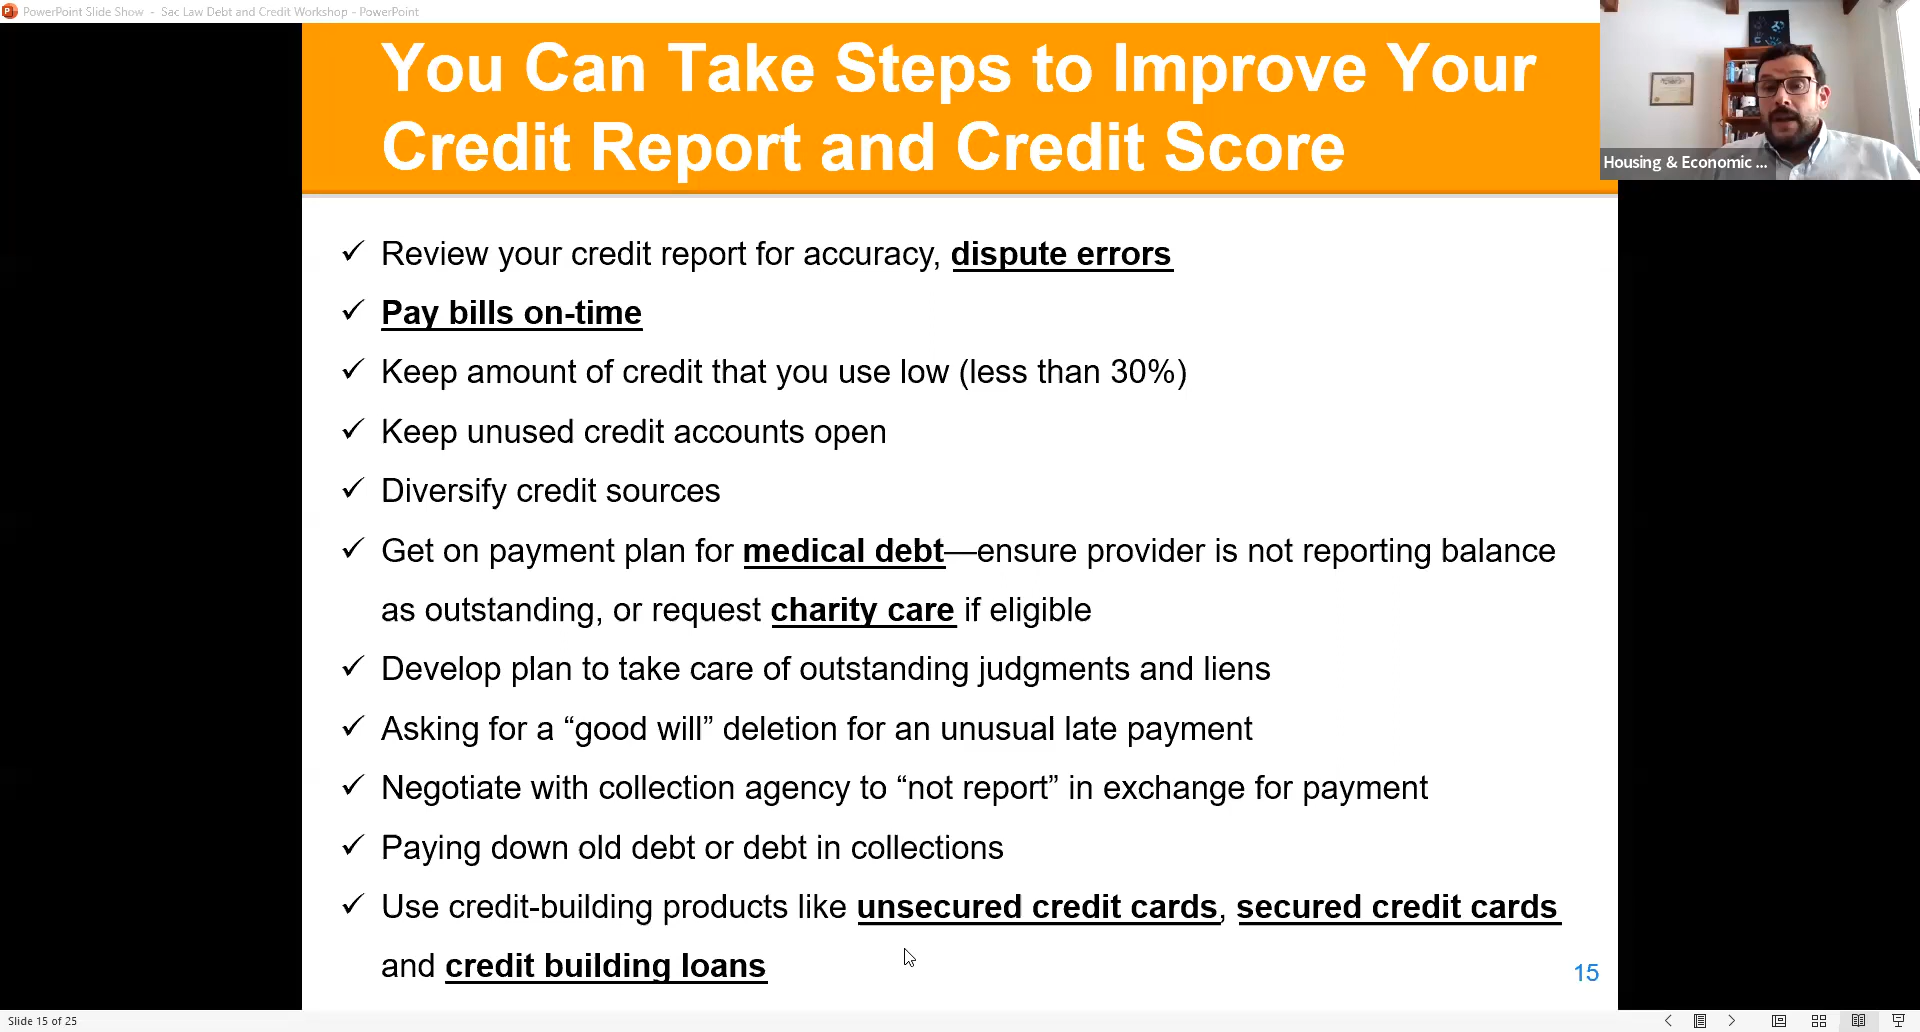 PowerPoint Slide Show - Sac Law Debt and Credit Workshop - PowerPoint
You Can Take Steps to Improve Your
Credit Report and Credit Score
Housing & Economic ...
✓ Review your credit report for accuracy, dispute errors
✓ Pay bills on-time
✓ Keep amount of credit that you use low (less than 30%)
✓ Keep unused credit accounts open
✓ Diversify credit sources
✓ Get on payment plan for medical debt—ensure provider is not reporting balance
as outstanding, or request charity care if eligible
✓ Develop plan to take care of outstanding judgments and liens
✓ Asking for a “good will” deletion for an unusual late payment
✓ Negotiate with collection agency to “not report” in exchange for payment
✓ Paying down old debt or debt in collections
✓ Use credit-building products like unsecured credit cards, secured credit cards
and credit building loans
15
Slide 15 of 25